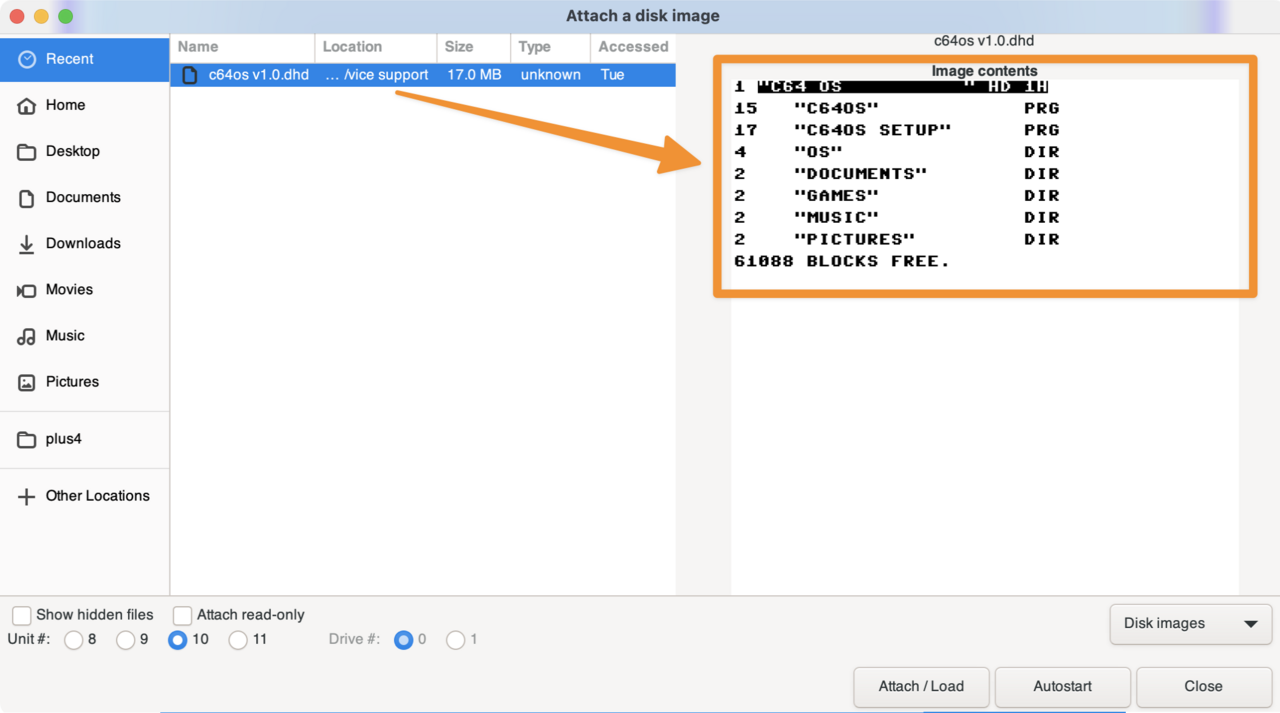 Attach a disk image
Recent
Home
Desktop
Documents
Downloads
Movies
Music
Pictures
plus4
Other Locations
Name Location Size Type Accessed
c64os v1.0.dhd … /vice support 17.0 MB unknown Tue
c64os v1.0.dhd
Image contents
1 "C64 OS " HD 1H
15 "C64OS" PRG
17 "C64OS SETUP" PRG
4 "OS" DIR
2 "DOCUMENTS" DIR
2 "GAMES" DIR
2 "MUSIC" DIR
2 "PICTURES" DIR
61088 BLOCKS FREE.
Show hidden files Attach read-only
Unit #: 8 9 10 11 Drive #: 0 1
Disk images
Attach / Load Autostart Close